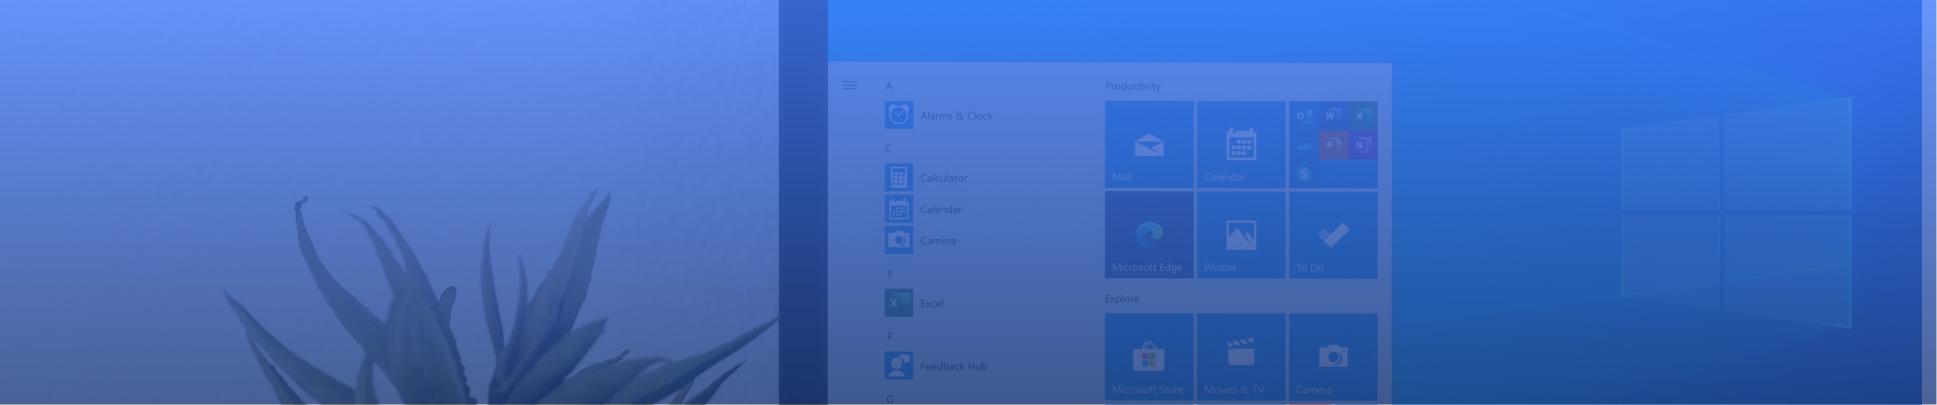 A
Alarms & Clock
C
Calculator
Calendar
Camera
E
Excel
F
Feedback Hub
G
Productivity
Mail
Calendar
Microsoft Edge
Photos
To Do
Explore
Microsoft Store
Movies & TV
Camera